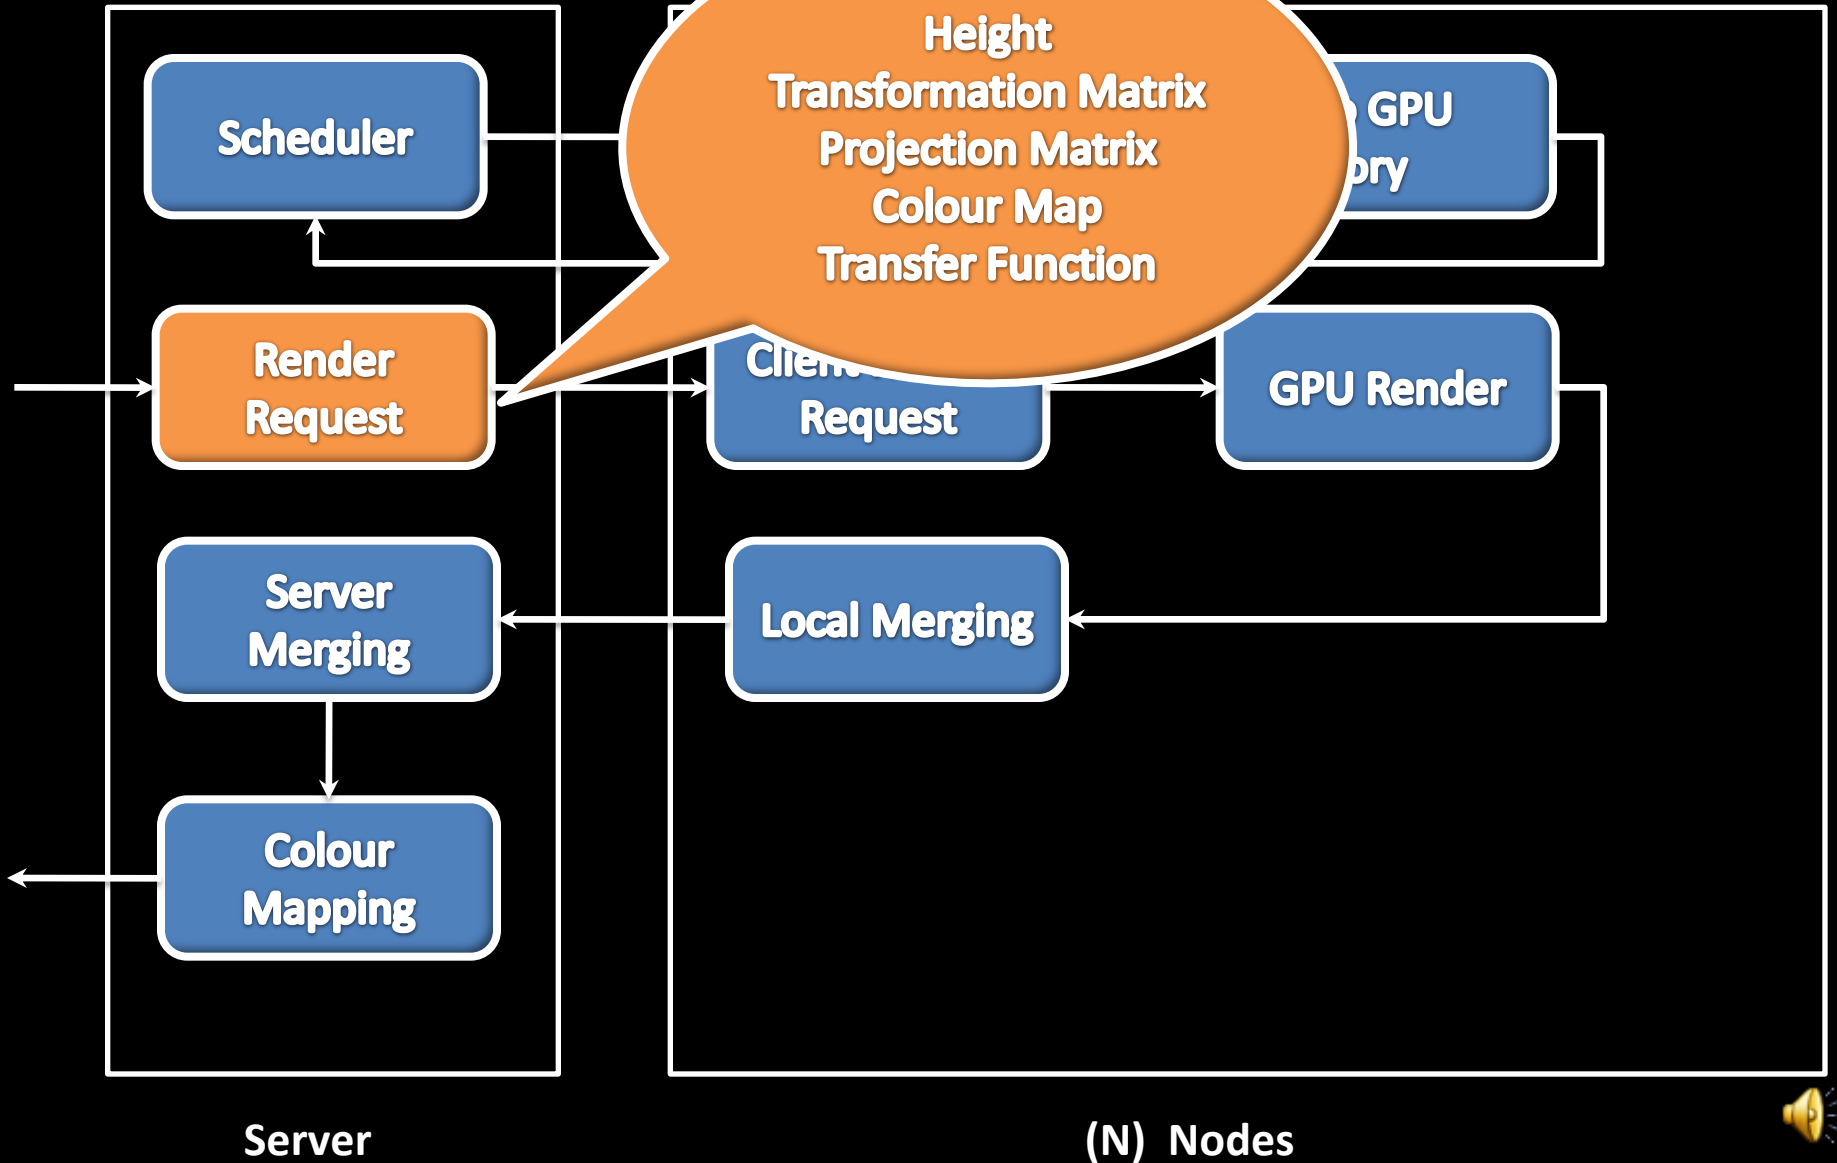 Height
Transformation Matrix
Projection Matrix
Colour Map
Transfer Function
Scheduler
GPU
Render
Request
Request
GPU Render
Server
Merging
Local Merging
Colour
Mapping
Server
(N) Nodes